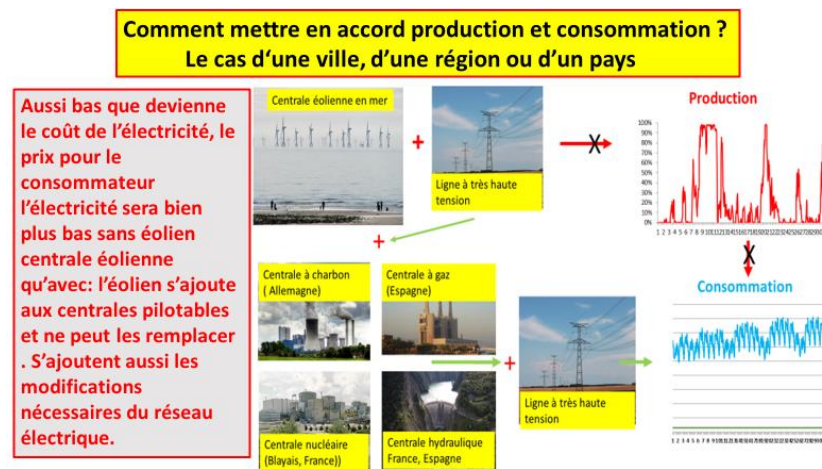 Comment mettre en accord production et consommation ?
Le cas d'une ville, d'une région ou d'un pays
Aussi bas que devienne
le coût de l'électricité, le
prix pour le
consommateur
l'électricité sera bien
plus bas sans éolien
centrale éolienne
qu'avec: l'éolien s'ajoute
aux centrales pilotables
et ne peut les remplacer
. S'ajoutent aussi les
modifications
nécessaires du réseau
électrique.
Centrale éolienne en mer
+
Ligne à très haute
tension
X
Production
100%
90%
80%
70%
60%
50%
40%
30%
20%
10%
0%
X
Consommation
+
Centrale à charbon
( Allemagne)
Centrale à gaz
(Espagne)
Centrale nucléaire
(Blayais, France))
Centrale hydraulique
France, Espagne
+
Ligne à très haute
tension